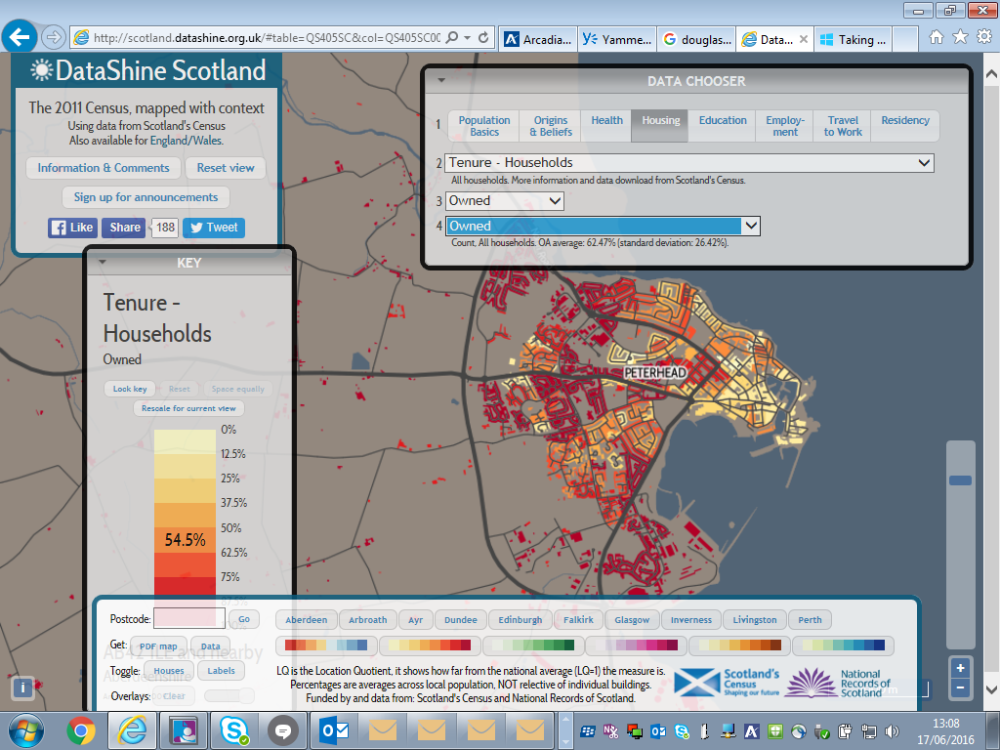 http://scotland.datashine.org.uk/#table=QS405SC&col=QS405SC00
Arcadia...
Yamme...
douglas...
Data...
Taking ...
DataShine Scotland
The 2011 Census, mapped with context
Using data from Scotland's Census
Also available for England/Wales.
Information & Comments
Reset view
Sign up for announcements
Like
Share
188
Tweet
DATA CHOOSER
1
Population Basics
Origins & Beliefs
Health
Housing
Education
Employ-ment
Travel to Work
Residency
2 Tenure - Households
All households. More information and data download from Scotland's Census.
3 Owned
4 Owned
Count, All households. OA average: 62.47% (standard deviation: 26.42%).
KEY
Tenure -
Households
Owned
Lock key
Reset
Space equally
Rescale for current view
0%
12.5%
25%
37.5%
50%
54.5%
62.5%
75%
87.5%
PETERHEAD
Postcode:
Go
Aberdeen
Arbroath
Ayr
Dundee
Edinburgh
Falkirk
Glasgow
Inverness
Livingston
Perth
Get:
PDF map
Data
and nearby
Toggle:
Houses
Labels
Overlays:
Clear
LQ is the Location Quotient, it shows how far from the national average (LQ=1) the measure is.
Percentages are averages across local population, NOT relective of individual buildings.
Funded by and data from: Scotland's Census and National Records of Scotland.
Scotland's
Census
Shaping our future
National
Records of
Scotland
i
13:08
17/06/2016